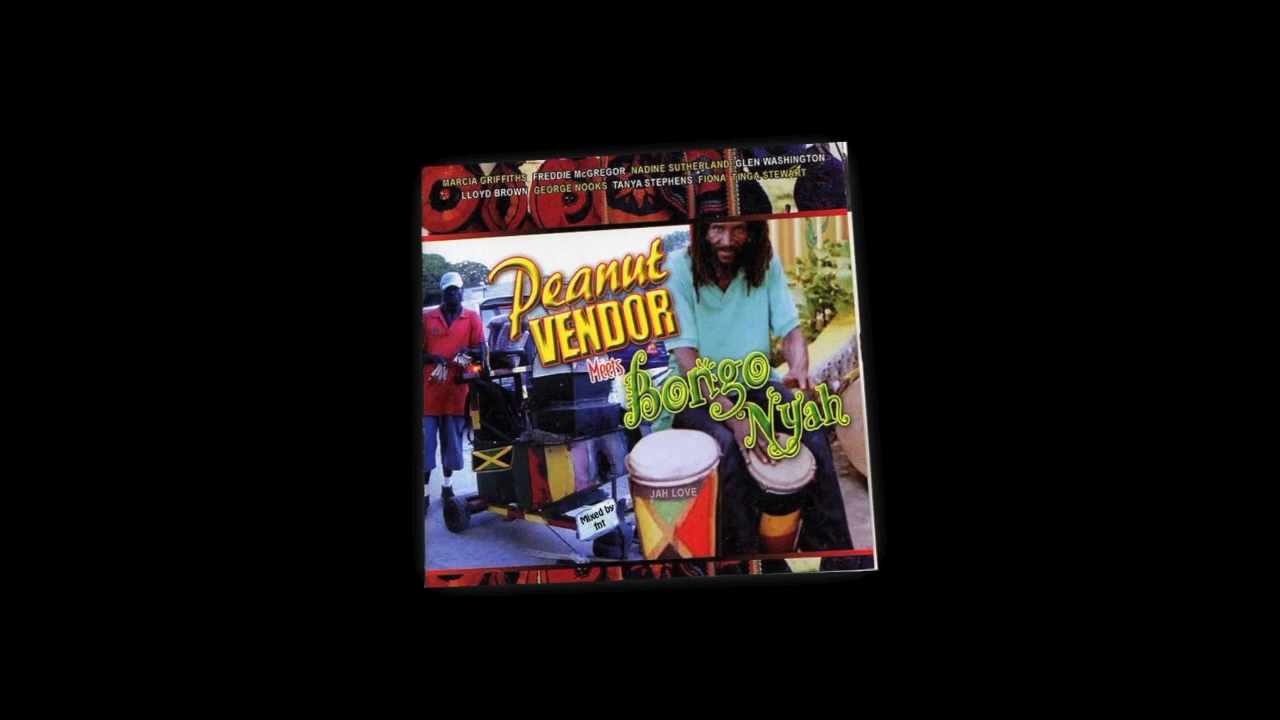 MARCIA GRIFFITHS FREDDIE McGREGOR NADINE SUTHERLAND GLEN WASHINGTON
LLOYD BROWN GEORGE NOOKS TANYA STEPHENS FIONA TINGA STEWART
Peanut
VENDOR
Meets
Bongo
Nyah
JAH LOVE
Mixed by
tnt